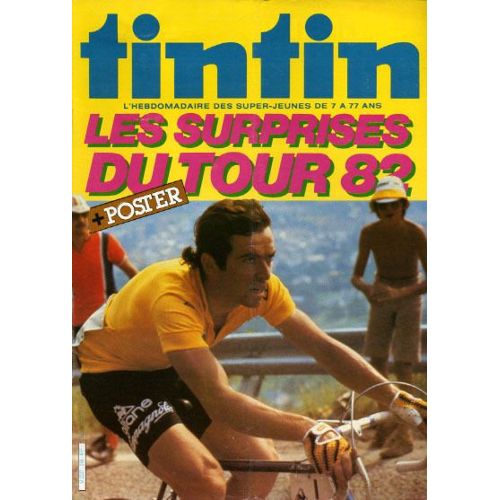 tintin
L'HEBDOMADAIRE DES SUPER-JEUNES DE 7 A 77 ANS
LES SURPRISES
DU TOUR 82
+ POSTER